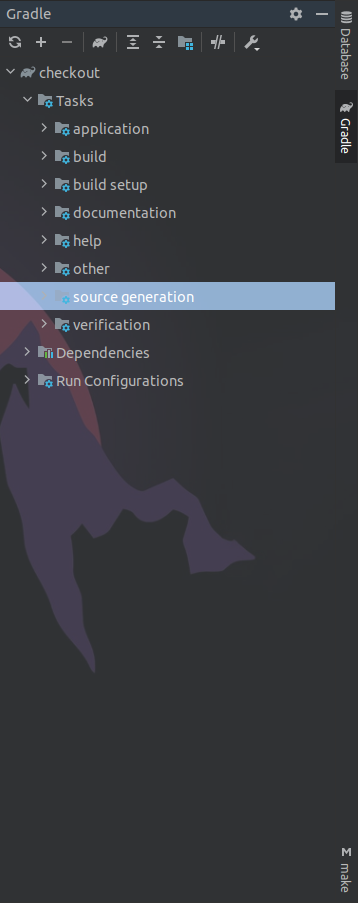 Gradle
checkout
Tasks
application
build
build setup
documentation
help
other
source generation
verification
Dependencies
Run Configurations
Database
Gradle
M
make